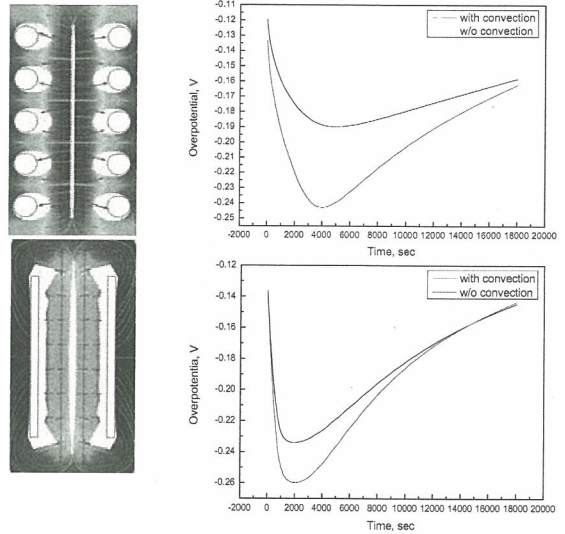 -0.11
-0.12
-0.13
-0.14
-0.15
-0.16
-0.17
-0.18
-0.19
-0.20
-0.21
-0.22
-0.23
-0.24
-0.25
Overpotential, V
with convection
w/o convection
-2000 0 2000 4000 6000 8000 10000 12000 14000 16000 18000 20000
Time, sec
-0.12
-0.14
-0.16
-0.18
-0.20
-0.22
-0.24
-0.26
Overpotentia, V
with convection
w/o convection
-2000 0 2000 4000 6000 8000 10000 12000 14000 16000 18000 20000
Time, sec